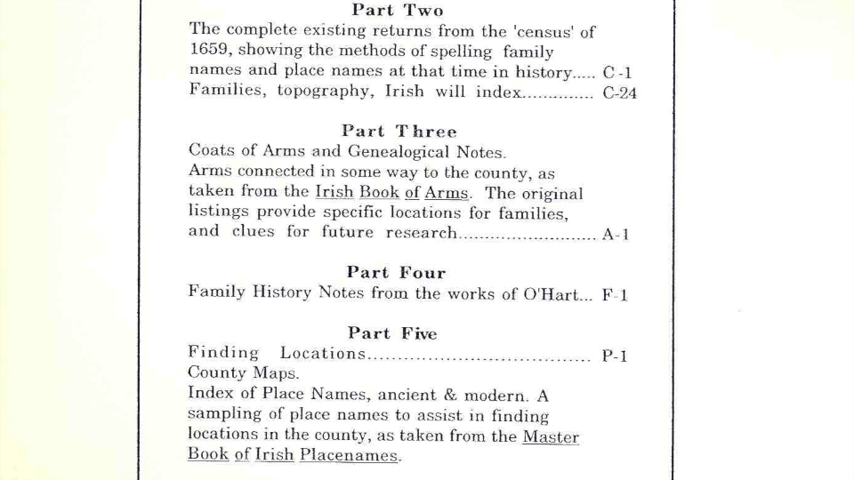 Part Two
The complete existing returns from the 'census' of
1659, showing the methods of spelling family
names and place names at that time in history..... C-1
Families, topography, Irish will index.............. C-24
Part Three
Coats of Arms and Genealogical Notes.
Arms connected in some way to the county, as
taken from the Irish Book of Arms. The original
listings provide specific locations for families,
and clues for future research.......................... A-1
Part Four
Family History Notes from the works of O'Hart... F-1
Part Five
Finding Locations..................................... P-1
County Maps.
Index of Place Names, ancient & modern. A
sampling of place names to assist in finding
locations in the county, as taken from the Master
Book of Irish Placenames.